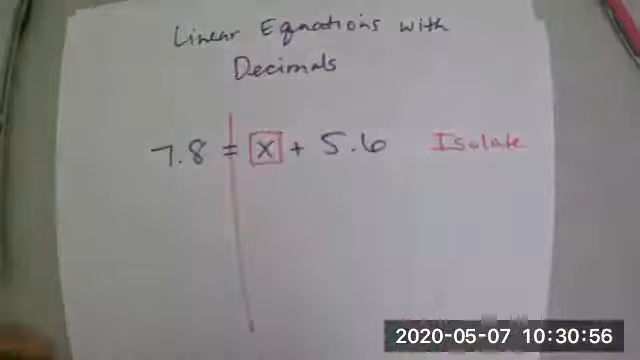 Linear Equations with
Decimals
7.8 = x + 5.6 Isolate
2020-05-07 10:30:56